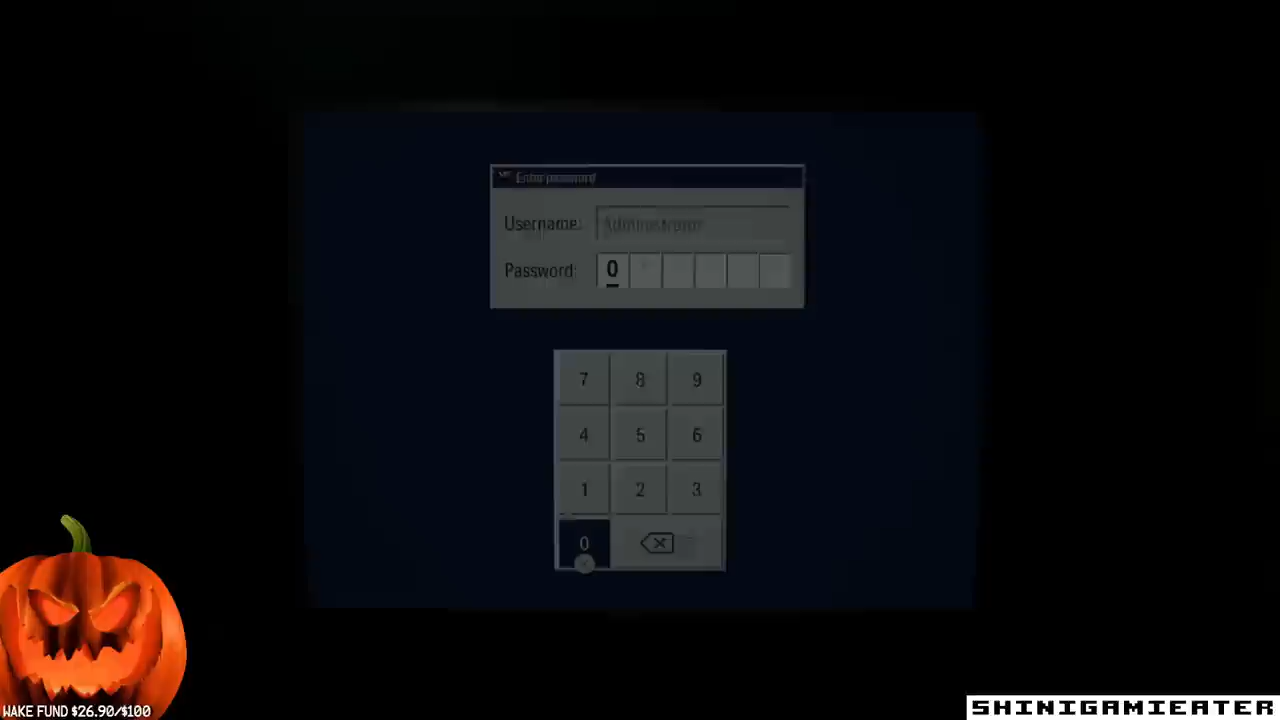 Enter password
Username: Administrator
Password: 0
7 8 9
4 5 6
1 2 3
0
WAKE FUND $26.90/$100
SHINIGAMIEATER